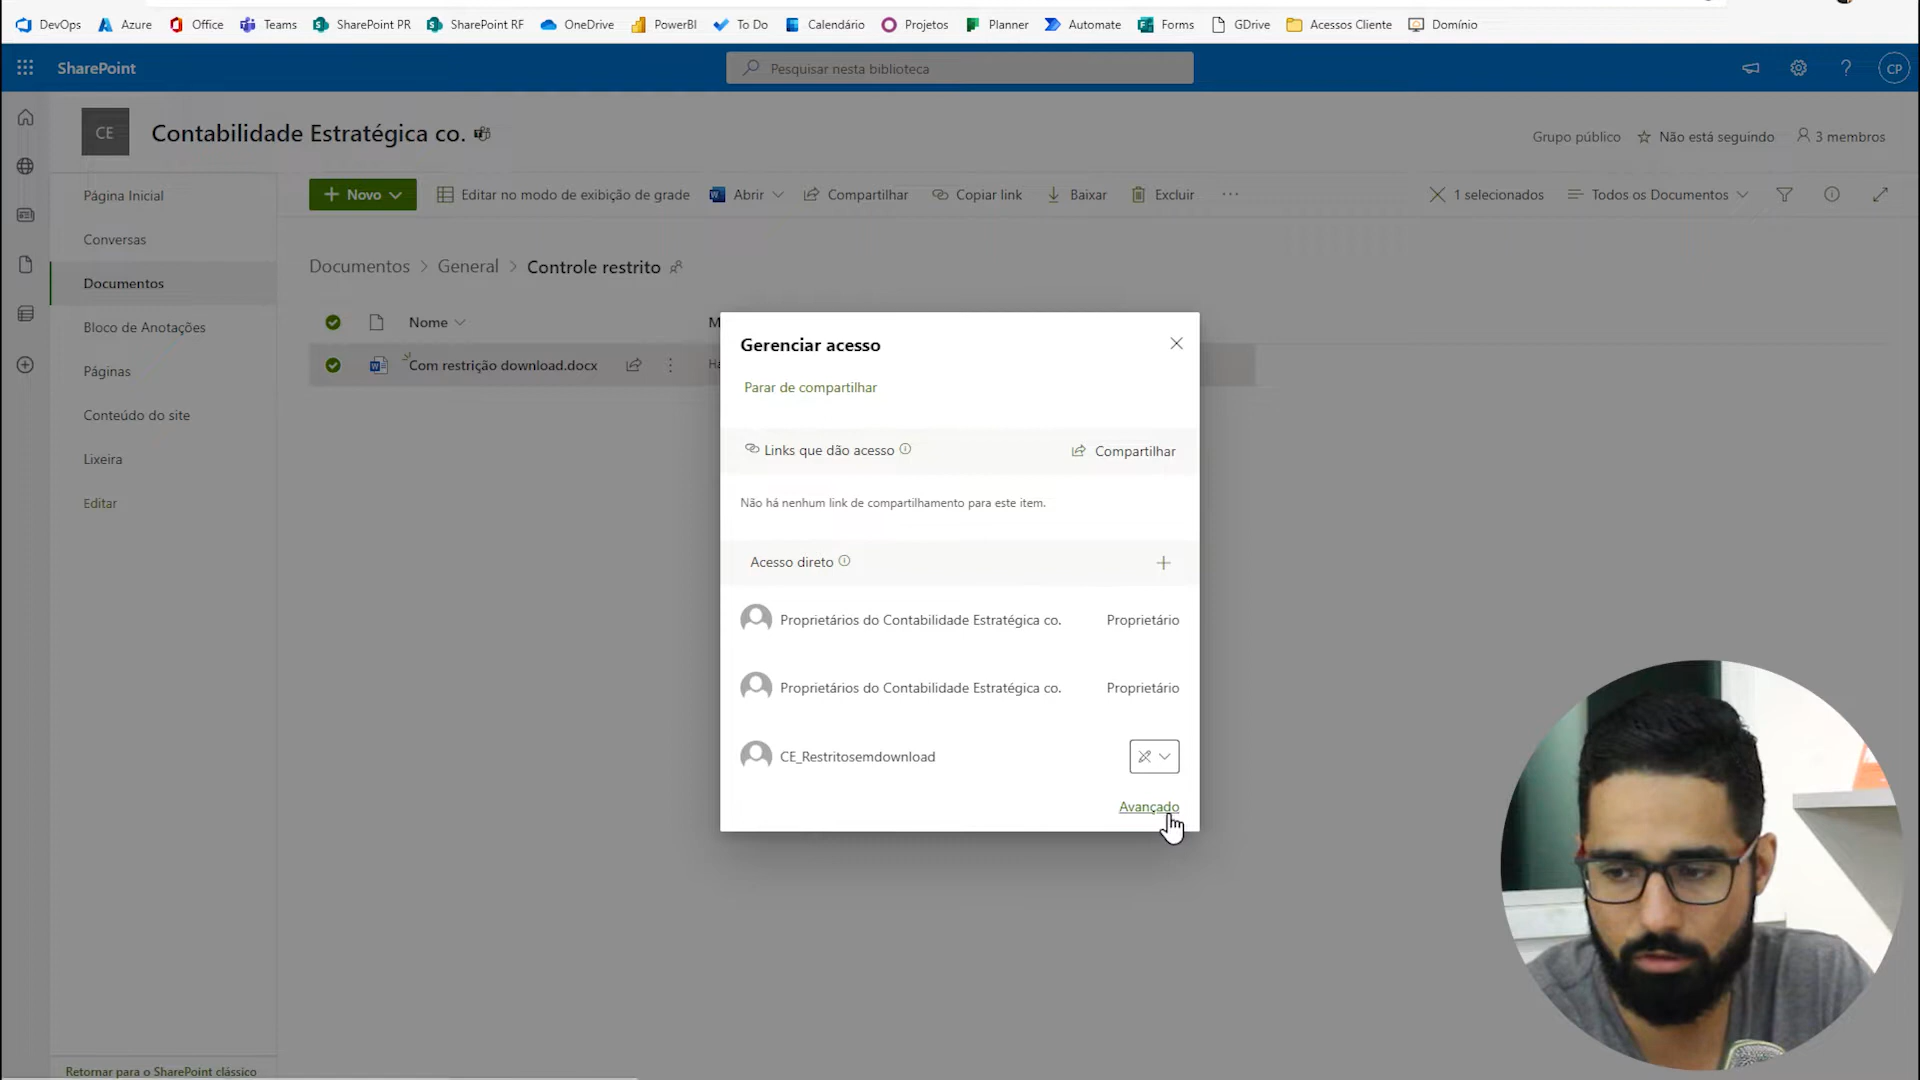 DevOps Azure Office Teams SharePoint PR SharePoint RF OneDrive PowerBI To Do Calendário Projetos Planner Automate Forms GDrive Acessos Cliente Domínio
SharePoint Pesquisar nesta biblioteca ? CP
CE Contabilidade Estratégica co. Grupo público Não está seguindo 3 membros
Página Inicial
Conversas
Documentos
Bloco de Anotações
Páginas
Conteúdo do site
Lixeira
Editar
Retornar para o SharePoint clássico
+ Novo Editar no modo de exibição de grade Abrir Compartilhar Copiar link Baixar Excluir ... 1 selecionados Todos os Documentos
Documentos > General > Controle restrito
Nome M
Com restrição download.docx Há
Gerenciar acesso
Parar de compartilhar
Links que dão acesso Compartilhar
Não há nenhum link de compartilhamento para este item.
Acesso direto +
Proprietários do Contabilidade Estratégica co. Proprietário
Proprietários do Contabilidade Estratégica co. Proprietário
CE_Restritosemdownload
Avançado